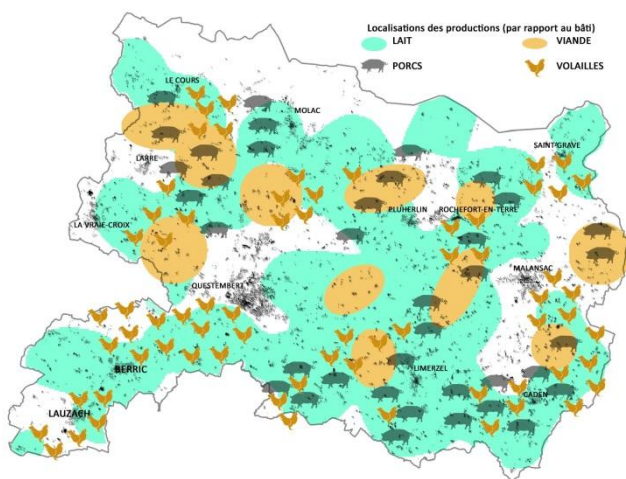 Localisations des productions (par rapport au bâti)
LAIT
VIANDE
PORCS
VOLAILLES
LE COURS
MOLAC
LARRE
SAINT-GRAVE
LA VRAIE-CROIX
PLUHERLIN
ROCHEFORT-EN-TERRE
QUESTEMBERT
MALANSAC
BERRIC
LIMERZEL
CADEN
LAUZACH